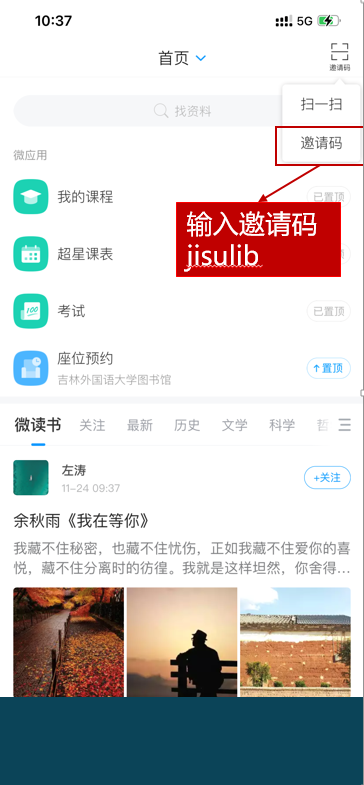 10:37
5G
首页
邀请码
扫一扫
找资料
邀请码
微应用
我的课程
已置顶
输入邀请码
jisulib
超星课表
考试
已置顶
座位预约
吉林外国语大学图书馆
置顶
微读书 关注 最新 历史 文学 科学 哲
左涛
11-24 09:37
+关注
余秋雨《我在等你》
我藏不住秘密，也藏不住忧伤，正如我藏不住爱你的喜
悦，藏不住分离时的彷徨。我就是这样坦然，你舍得...